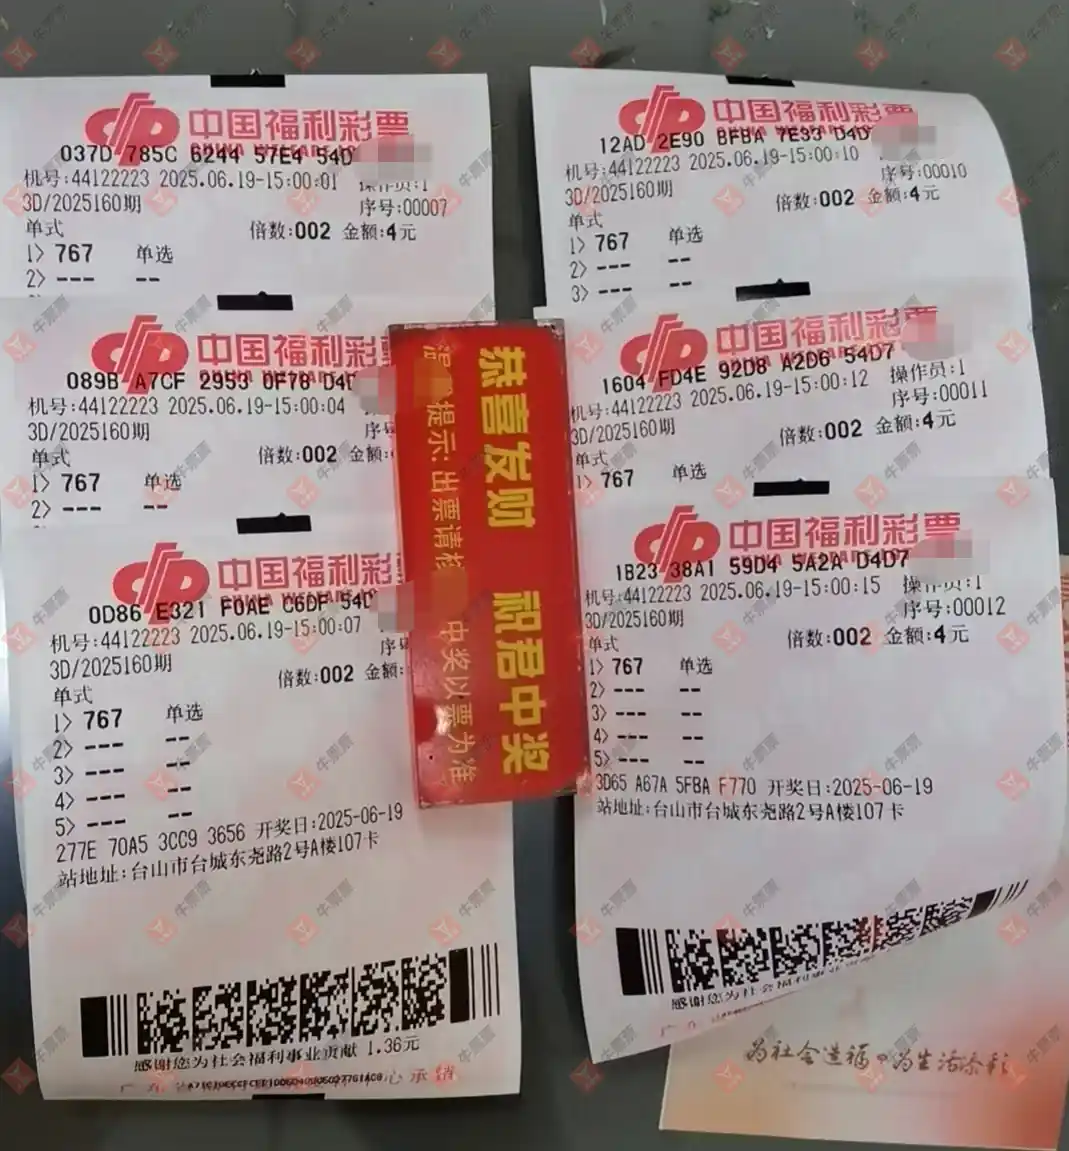 中国福利彩票
037D 785C 6244 57E4 54D
机号:44122223 2025.06.19-15:00:01 操作员:1
3D/2025160期 序号:00007
单式 倍数:002 金额:4元
1> 767 单选
2> --- --
中国福利彩
089B A7CF 2953 0F78 D4D
机号:44122223 2025.06.19-15:00:04
3D/2025160期 序号
单式 倍数:002 金额:
1> 767 单选
2> --- --
中国福利彩
0D86 E321 F0AE C6DF 54D
机号:44122223 2025.06.19-15:00:07
3D/2025160期 序
单式 倍数:002 金额:
1> 767 单选
2> --- --
3> --- --
4> --- --
5> --- --
277E 70A5 3CC9 3656 开奖日:2025-06-19
站地址:台山市台城东尧路2号A楼107卡
感谢您为社会福利事业贡献 1.36元
心承销
恭喜发财 祝君中奖
提示:出票请 中奖以票为准
中国福利彩票
12AD 2E90 BFBA 7E33 D4D
机号:44122223 2025.06.19-15:00:10
3D/2025160期 序号:00010
单式 倍数:002 金额:4元
1> 767 单选
2> --- --
3> --- --
中国福利彩票
1604 FD4E 92D8 A2D6 54D7
机号:44122223 2025.06.19-15:00:12 操作员:1
3D/2025160期 序号:00011
单式 倍数:002 金额:4元
1> 767 单选
中国福利彩票
1B23 38A1 59D4 5A2A D4D7
机号:44122223 2025.06.19-15:00:15 操作员:1
3D/2025160期 序号:00012
单式 倍数:002 金额:4元
1> 767 单选
2> --- --
3> --- --
4> --- --
5> --- --
3D65 A67A 5FBA F770 开奖日:2025-06-19
站地址:台山市台城东尧路2号A楼107卡
感谢您为社会福利事业
为社会造福 为生活添彩
牛票票